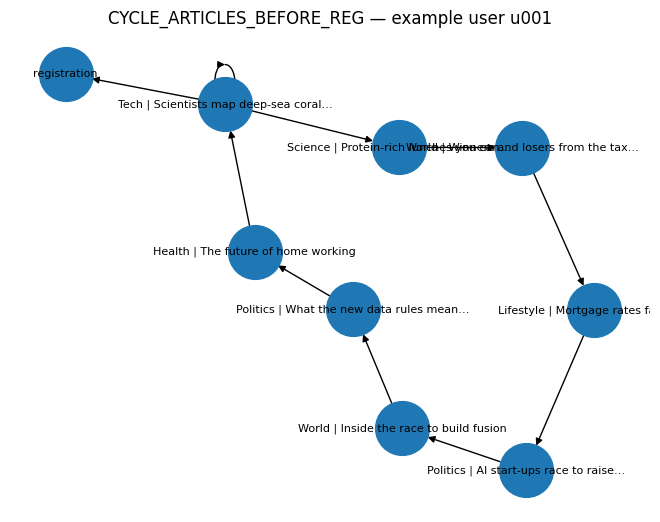 CYCLE_ARTICLES_BEFORE_REG — example user u001
registration
Tech | Scientists map deep-sea coral…
Science | Protein-rich
World | Winners and losers from the tax…
Health | The future of home working
Politics | What the new data rules mean…
Lifestyle | Mortgage rates fa
World | Inside the race to build fusion
Politics | AI start-ups race to raise…